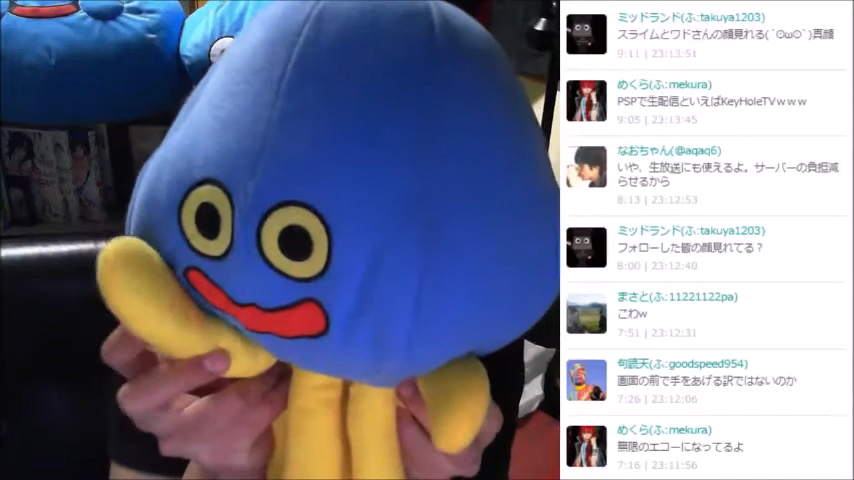 ミッドランド(ふ:takuya1203)
スライムとワドさんの顔見れる(｀⊙ω⊙´)真顔
9:11 | 23:13:51
めくら(ふ:mekura)
PSPで生配信といえばKeyHoleTVｗｗｗ
9:05 | 23:13:45
なおちゃん(@aqaq6)
いや、生放送にも使えるよ。サーバーの負担減
らせるから
8:13 | 23:12:53
ミッドランド(ふ:takuya1203)
フォローした皆の顔見れてる？
8:00 | 23:12:40
まさと(ふ:11221122pa)
こわw
7:51 | 23:12:31
句読天(ふ:goodspeed954)
画面の前で手をあげる訳ではないのか
7:26 | 23:12:06
めくら(ふ:mekura)
無限のエコーになってるよ
7:16 | 23:11:56